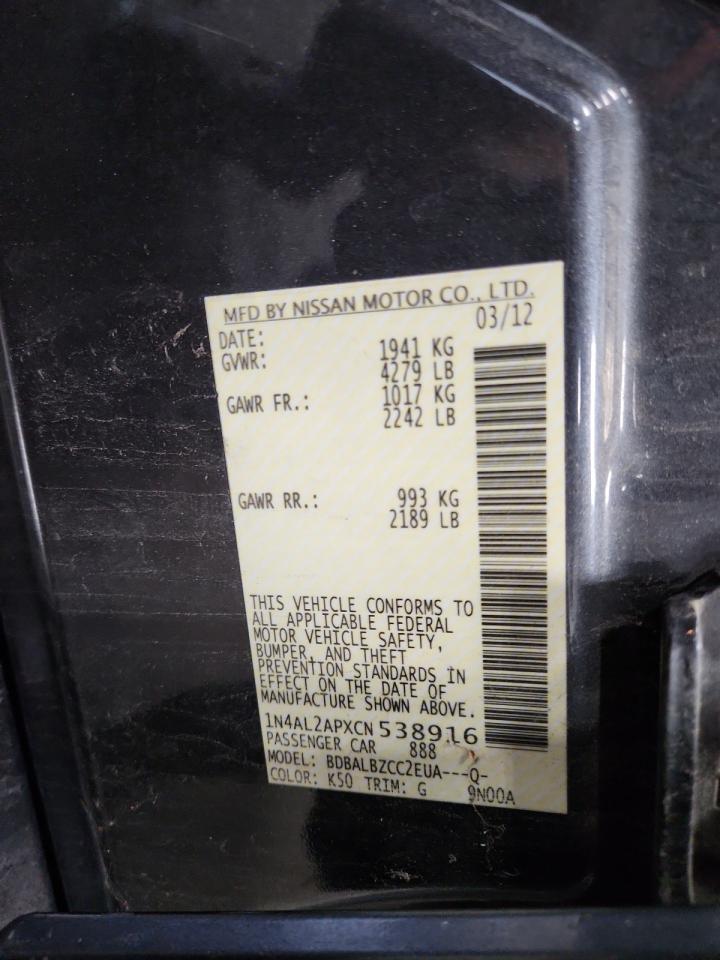 MFD BY NISSAN MOTOR CO., LTD.
DATE: 03/12
GVWR: 1941 KG
4279 LB
GAWR FR.: 1017 KG
2242 LB
GAWR RR.: 993 KG
2189 LB
THIS VEHICLE CONFORMS TO
ALL APPLICABLE FEDERAL
MOTOR VEHICLE SAFETY,
BUMPER, AND THEFT
PREVENTION STANDARDS IN
EFFECT ON THE DATE OF
MANUFACTURE SHOWN ABOVE.
1N4AL2APXCN538916
PASSENGER CAR 888
MODEL: BDBALBZCC2EUA---Q-
COLOR: K50 TRIM: G 9N00A